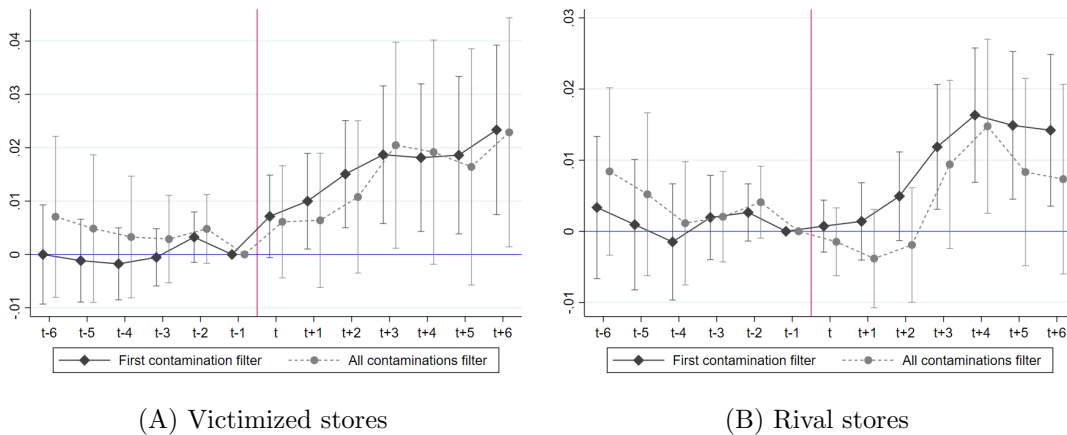 .04
.03
.02
.01
0
-.01
t-6 t-5 t-4 t-3 t-2 t-1 t t+1 t+2 t+3 t+4 t+5 t+6
First contamination filter All contaminations filter
(A) Victimized stores
.03
.02
.01
0
-.01
t-6 t-5 t-4 t-3 t-2 t-1 t t+1 t+2 t+3 t+4 t+5 t+6
First contamination filter All contaminations filter
(B) Rival stores